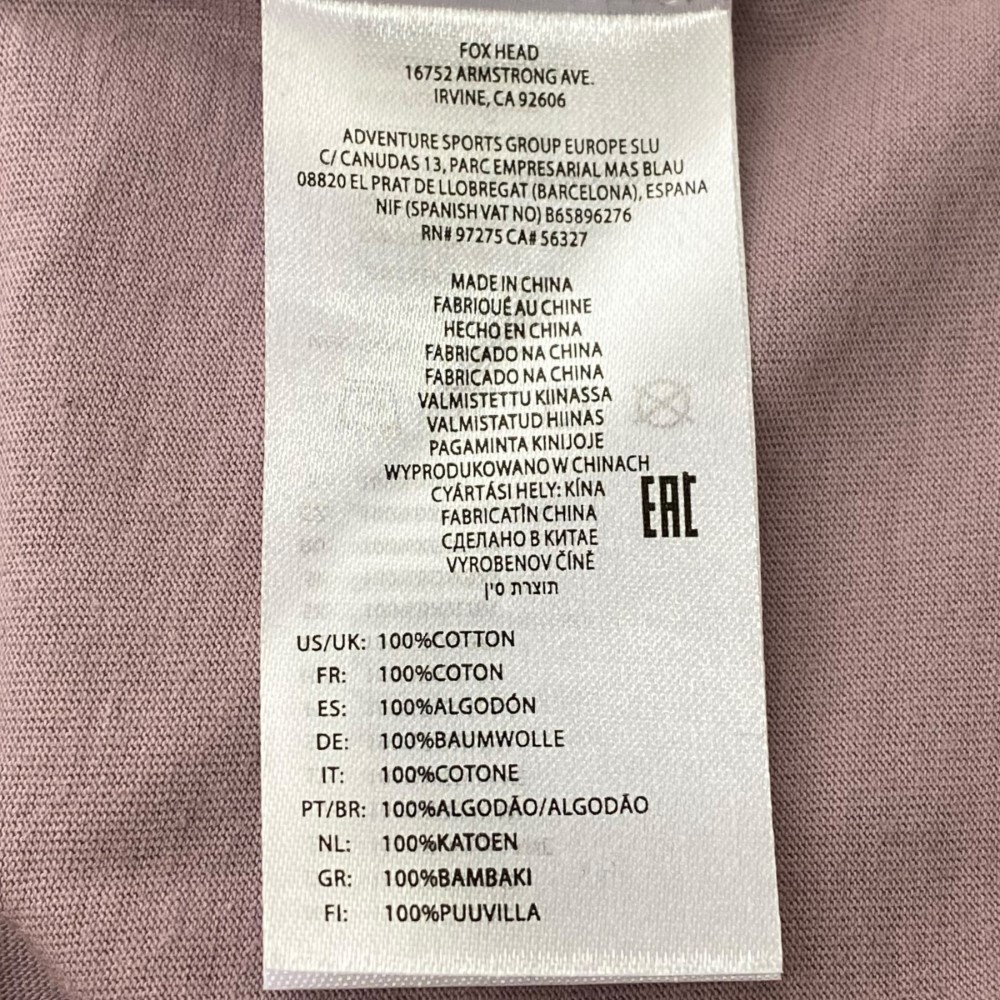 FOX HEAD
16752 ARMSTRONG AVE.
IRVINE, CA 92606
ADVENTURE SPORTS GROUP EUROPE SLU
C/ CANUDAS 13, PARC EMPRESARIAL MAS BLAU
08820 EL PRAT DE LLOBREGAT (BARCELONA), ESPANA
NIF (SPANISH VAT NO) B65896276
RN# 97275 CA# 56327
MADE IN CHINA
FABRIOUÉ AU CHINE
HECHO EN CHINA
FABRICADO NA CHINA
FABRICADO NA CHINA
VALMISTETTU KIINASSA
VALMISTATUD HIINAS
PAGAMINTA KINIJOJE
WYPRODUKOWANO W CHINACH
CYÁRTÁSI HELY: KÍNA
EAC
FABRICATÎN CHINA
СДЕЛАНО В КИТАЕ
VYROBENOV ČÍNĚ
תוצרת סין
US/UK: 100%COTTON
FR: 100%COTON
ES: 100%ALGODÓN
DE: 100%BAUMWOLLE
IT: 100%COTONE
PT/BR: 100%ALGODÃO/ALGODÃO
NL: 100%KATOEN
GR: 100%BAMBAKI
FI: 100%PUUVILLA